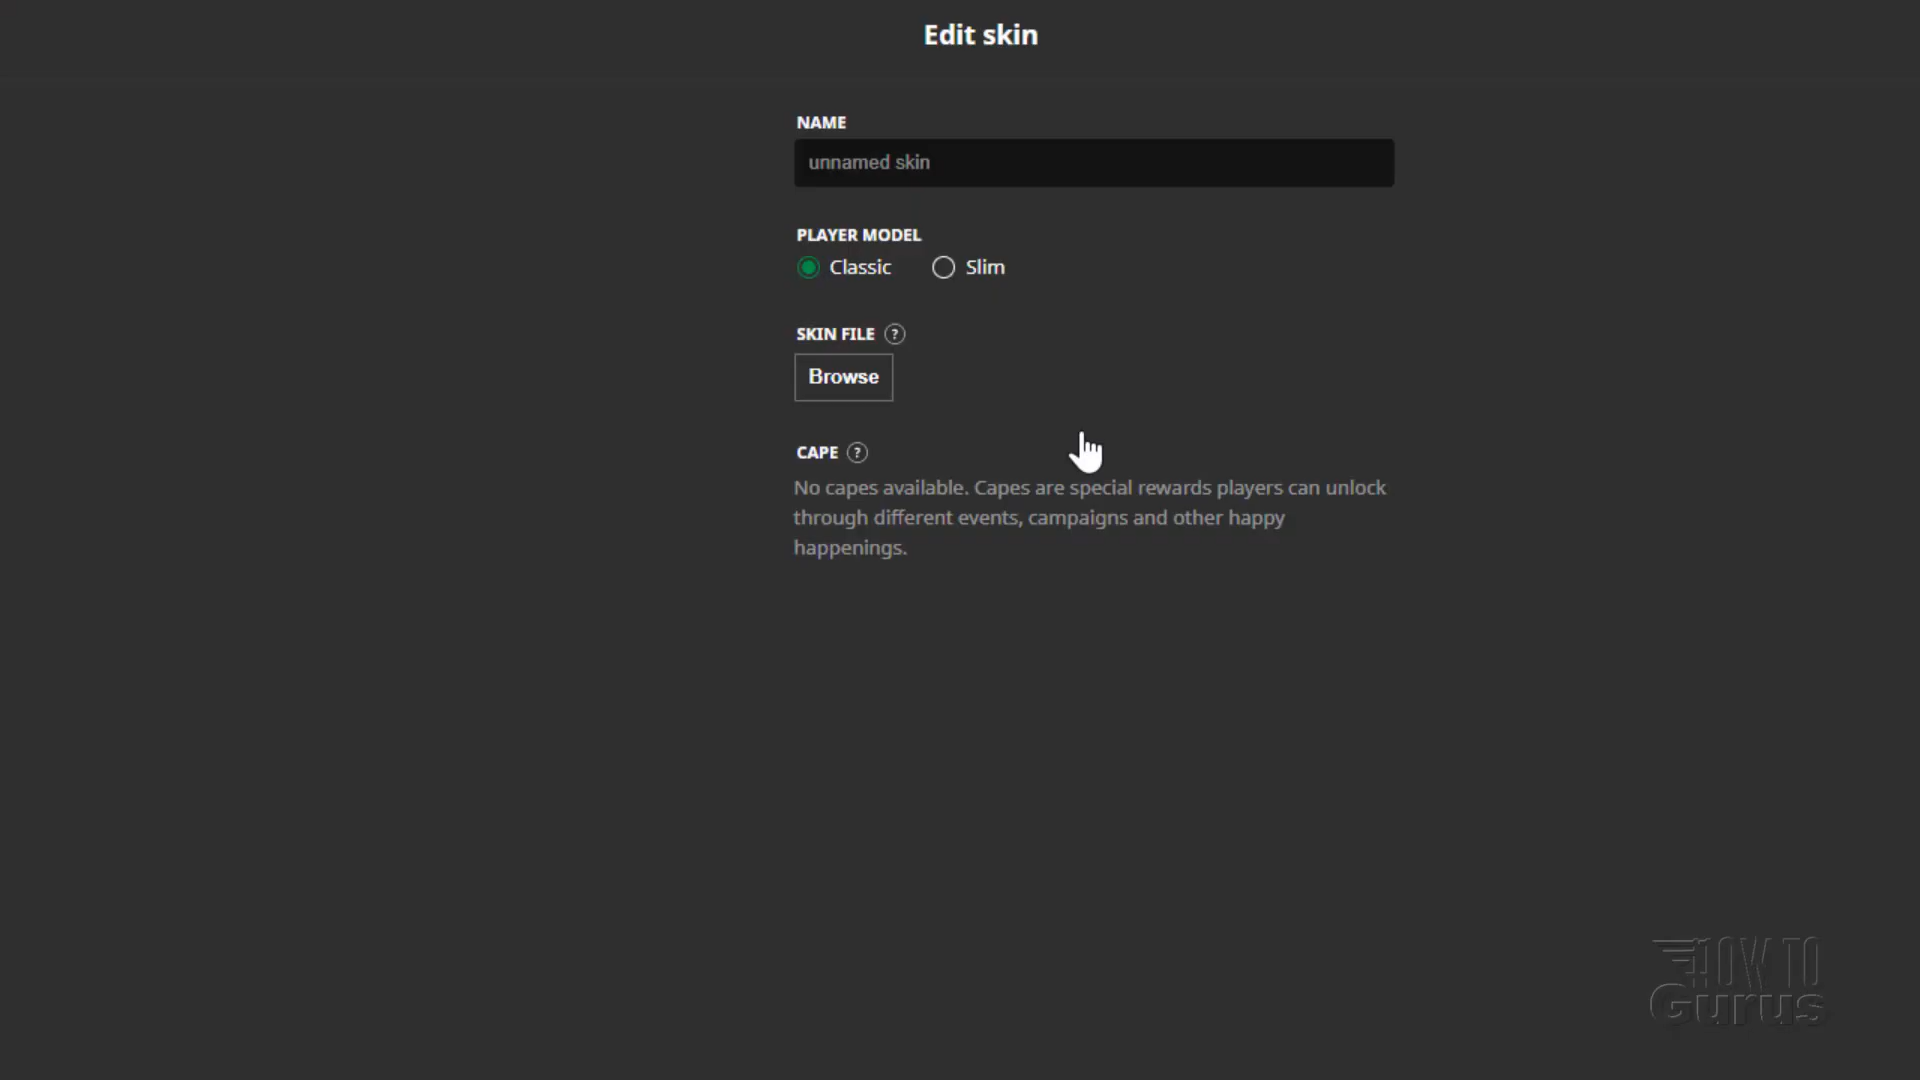 Edit skin
NAME
unnamed skin
PLAYER MODEL
Classic Slim
SKIN FILE ?
Browse
CAPE ?
No capes available. Capes are special rewards players can unlock
through different events, campaigns and other happy
happenings.
HOW TO
Gurus